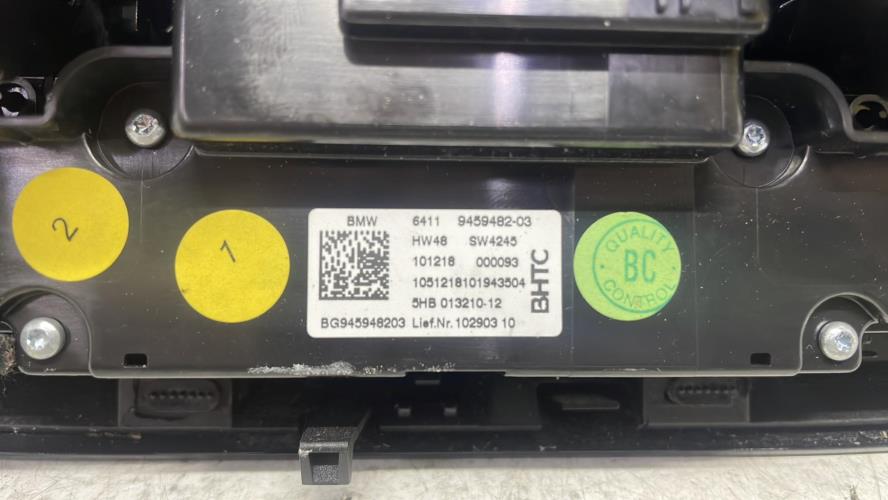 2
1
BMW 6411 9459482-03
HW48 SW4245
101218 000093
1051218101943504
5HB 013210-12
BG945948203 Lief.Nr.102903 10
BHTC
QUALITY
BC
CONTROL